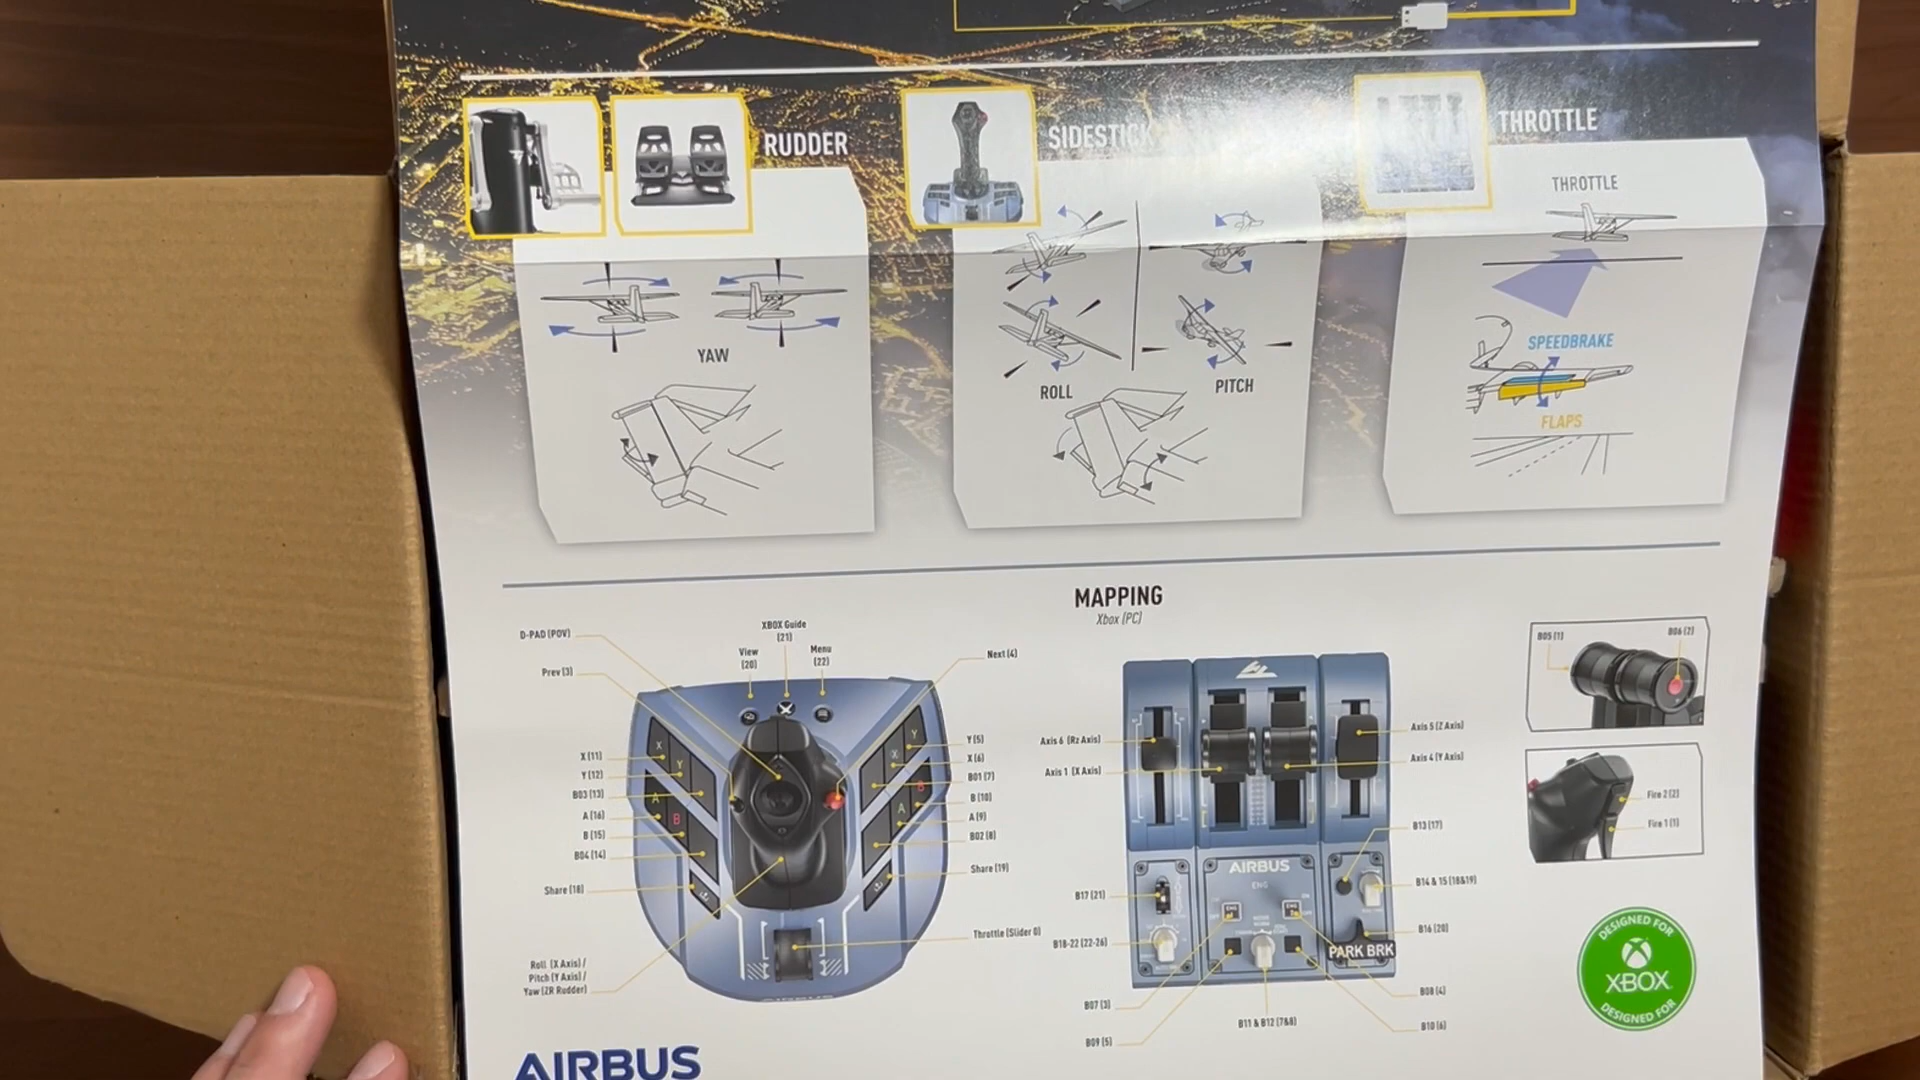 RUDDER
SIDESTICK
THROTTLE
THROTTLE
SPEEDBRAKE
FLAPS
YAW
ROLL
PITCH
MAPPING
Xbox (PC)
D-PAD (POV)
XBOX Guide
(21)
View
(20)
Menu
(22)
Prev (3)
Next (4)
X (11)
Y (12)
B03 (13)
A (16)
B (15)
B04 (14)
Share (18)
Roll (X Axis) /
Pitch (Y Axis) /
Yaw (ZR Rudder)
Y (5)
X (6)
B01 (7)
B (10)
A (9)
B02 (8)
Share (19)
Throttle (Slider 0)
X
Y
A
B
Y
X
B
A
Axis 6 (Rz Axis)
Axis 1 (X Axis)
Axis 5 (Z Axis)
Axis 4 (Y Axis)
B13 (17)
B14 & 15 (18&19)
B16 (20)
B17 (21)
B18-22 (22-26)
AIRBUS
ENG
ENG
ENG
PARK BRK
B07 (3)
B08 (4)
B09 (5)
B11 & B12 (7&8)
B10 (6)
B05 (1)
B06 (2)
Fire 2 (2)
Fire 1 (1)
DESIGNED FOR
XBOX
DESIGNED FOR
AIRBUS